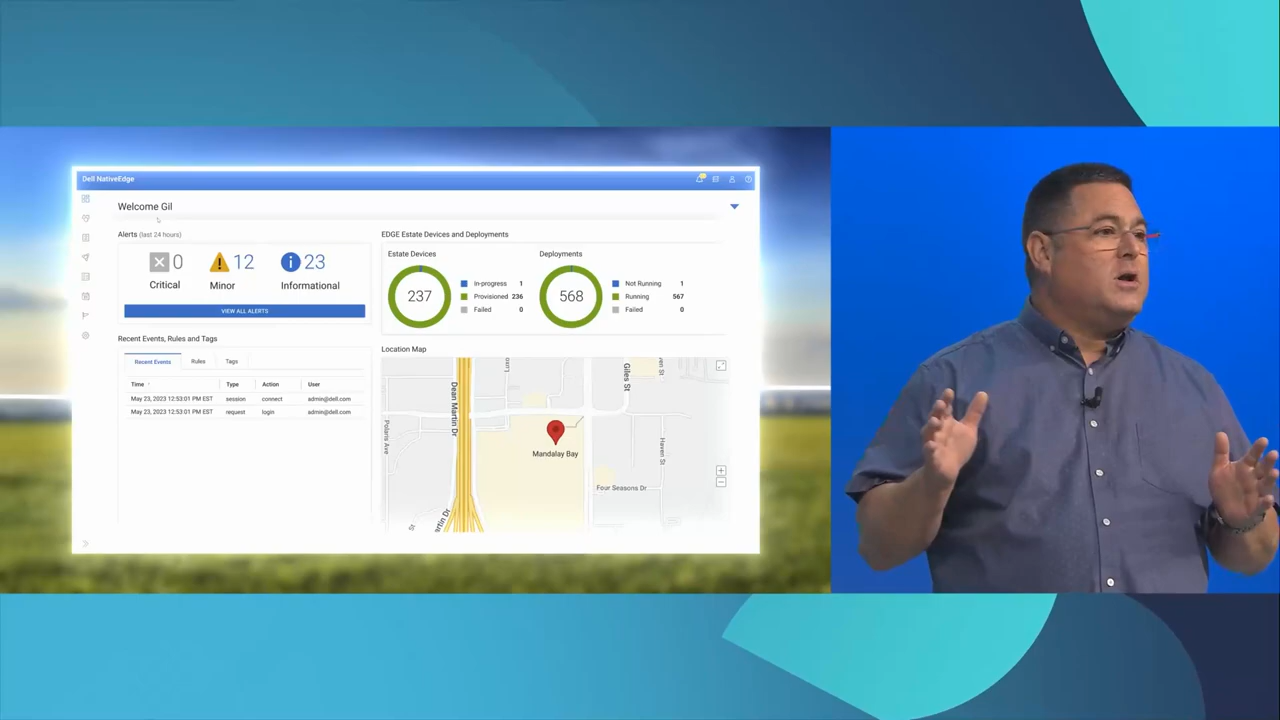 Dell NativeEdge
Welcome Gil
Alerts (last 24 hours)
0
Critical
12
Minor
23
Informational
VIEW ALL ALERTS
EDGE Estate Devices and Deployments
Estate Devices
237
In-progress 1
Provisioned 236
Failed 0
Deployments
568
Not Running 1
Running 567
Failed 0
Recent Events, Rules and Tags
Recent Events Rules Tags
Time Type Action User
May 23, 2023 12:53:01 PM EST session connect admin@dell.com
May 23, 2023 12:53:01 PM EST request login admin@dell.com
Location Map
Dean Martin Dr
Giles St
Polaris Ave
Mandalay Bay
Haven St
Four Seasons Dr
St
rtin Dr